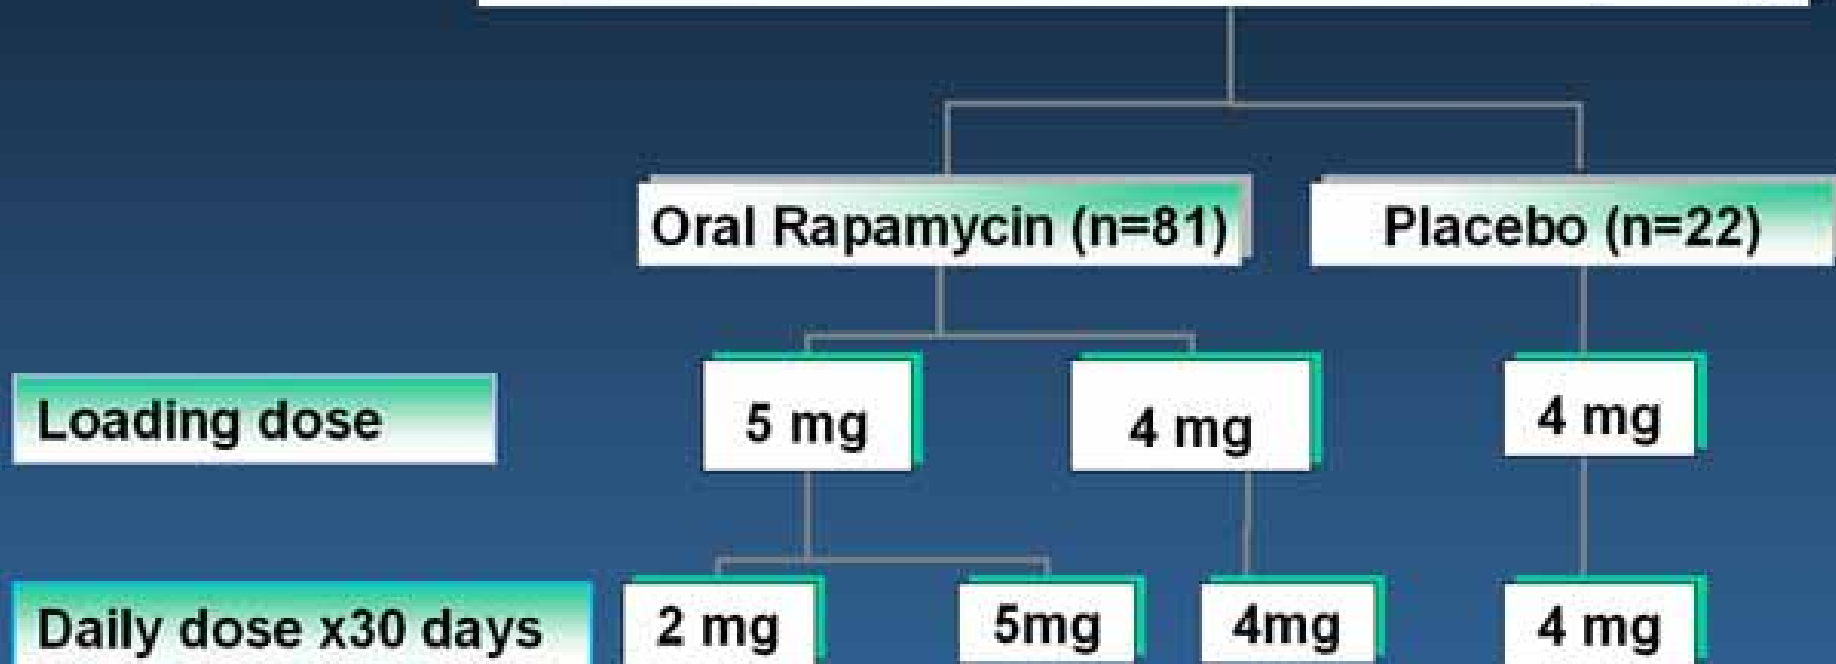 Oral Rapamycin (n=81)
Placebo (n=22)
Loading dose
5 mg
4 mg
4 mg
Daily dose x30 days
2 mg
5mg
4mg
4 mg